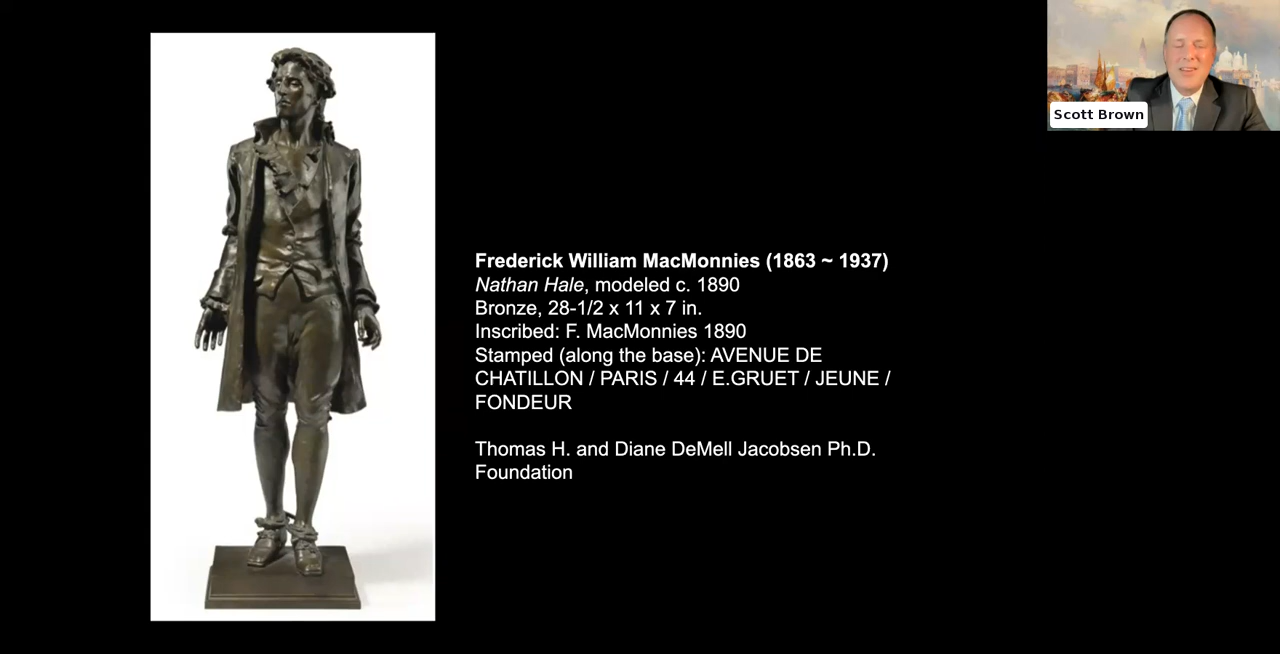 Scott Brown
Frederick William MacMonnies (1863 ~ 1937)
Nathan Hale, modeled c. 1890
Bronze, 28-1/2 x 11 x 7 in.
Inscribed: F. MacMonnies 1890
Stamped (along the base): AVENUE DE
CHATILLON / PARIS / 44 / E.GRUET / JEUNE /
FONDEUR
Thomas H. and Diane DeMell Jacobsen Ph.D.
Foundation